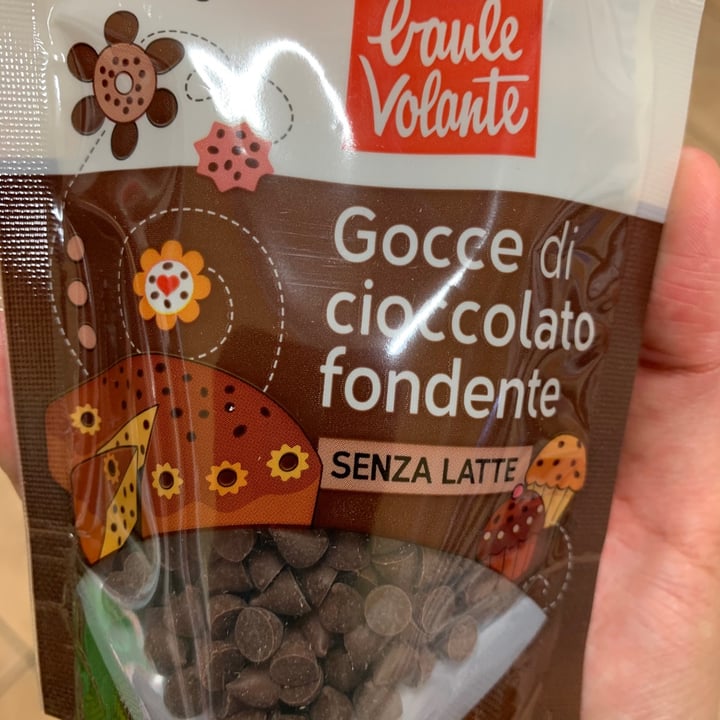 baule
volante
Gocce di
cioccolato
fondente
SENZA LATTE